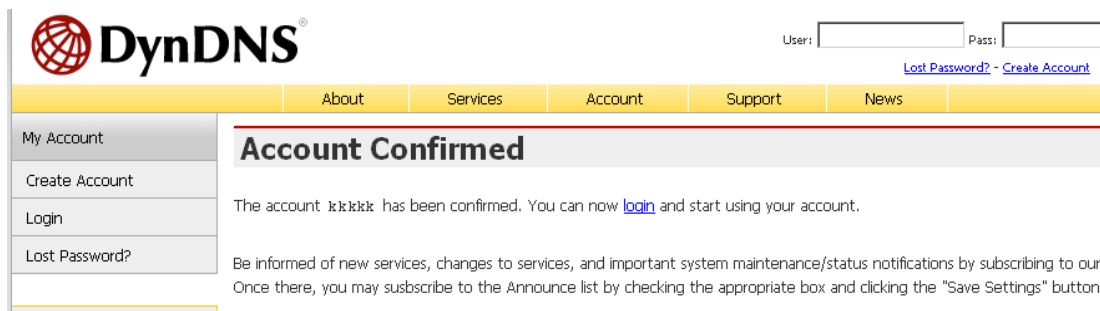 DynDNS®
User:
Pass:
Lost Password? - Create Account
About Services Account Support News
My Account
Create Account
Login
Lost Password?
Account Confirmed
The account kkkkk has been confirmed. You can now login and start using your account.
Be informed of new services, changes to services, and important system maintenance/status notifications by subscribing to our
Once there, you may susbscribe to the Announce list by checking the appropriate box and clicking the "Save Settings" button